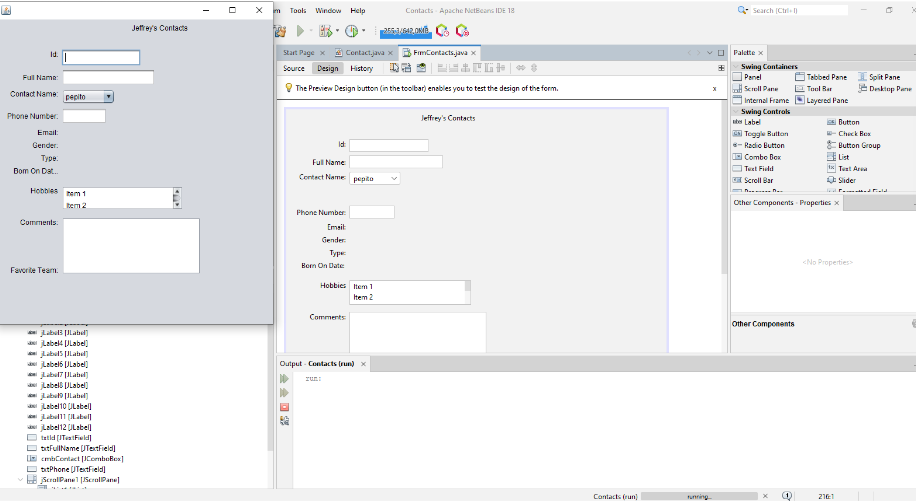 m Tools Window Help
Contacts - Apache NetBeans IDE 18
Search (Ctrl+I)
255.3/642.0MB
Jeffrey's Contacts
Id:
Full Name:
Contact Name: pepito
Phone Number:
Email:
Gender:
Type:
Born On Dat...
Hobbies
Item 1
Item 2
Comments:
Favorite Team:
jLabel3 [JLabel]
jLabel4 [JLabel]
jLabel5 [JLabel]
jLabel6 [JLabel]
jLabel7 [JLabel]
jLabel8 [JLabel]
jLabel9 [JLabel]
jLabel10 [JLabel]
jLabel11 [JLabel]
jLabel12 [JLabel]
txtId [JTextField]
txtFullName [JTextField]
cmbContact [JComboBox]
txtPhone [JTextField]
jScrollPane1 [JScrollPane]
Start Page Contact.java FrmContacts.java
Source Design History
The Preview Design button (in the toolbar) enables you to test the design of the form. x
Jeffrey's Contacts
Id:
Full Name:
Contact Name: pepito
Phone Number:
Email:
Gender:
Type:
Born On Date:
Hobbies
Item 1
Item 2
Comments:
Output - Contacts (run)
run:
Palette
Swing Containers
Panel Tabbed Pane Split Pane
Scroll Pane Tool Bar Desktop Pane
Internal Frame Layered Pane
Swing Controls
Label Button
Toggle Button Check Box
Radio Button Button Group
Combo Box List
Text Field Text Area
Scroll Bar Slider
Progress Bar Formatted Field
Other Components - Properties
<No Properties>
Other Components
Contacts (run) running... 216:1